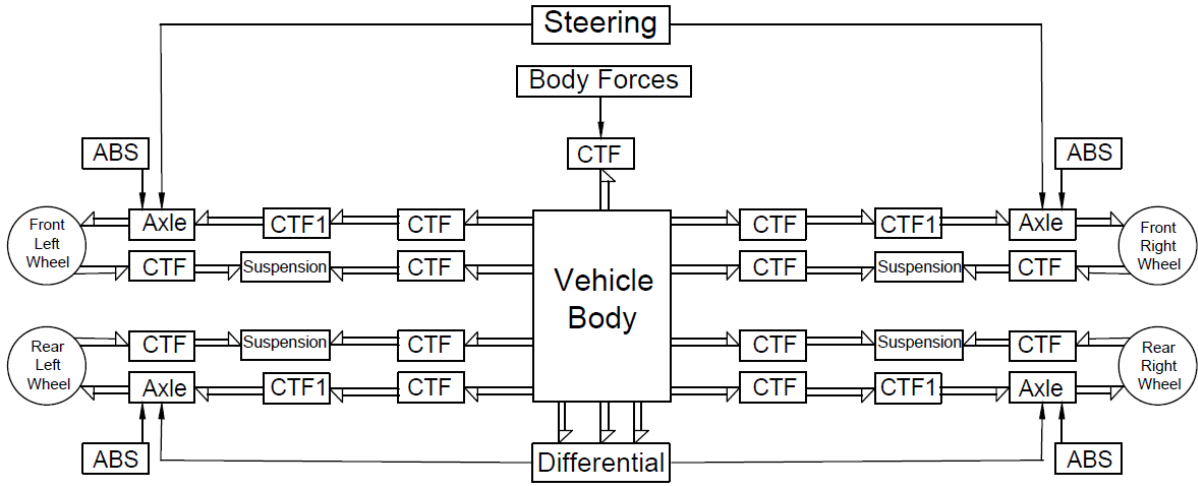 Steering
Body Forces
ABS
CTF
ABS
Front
Left
Wheel
Axle
CTF1
CTF
CTF
CTF1
Axle
Front
Right
Wheel
CTF
Suspension
CTF
CTF
Suspension
CTF
Vehicle
Body
Rear
Left
Wheel
CTF
Suspension
CTF
CTF
Suspension
CTF
Rear
Right
Wheel
Axle
CTF1
CTF
CTF
CTF1
Axle
ABS
Differential
ABS